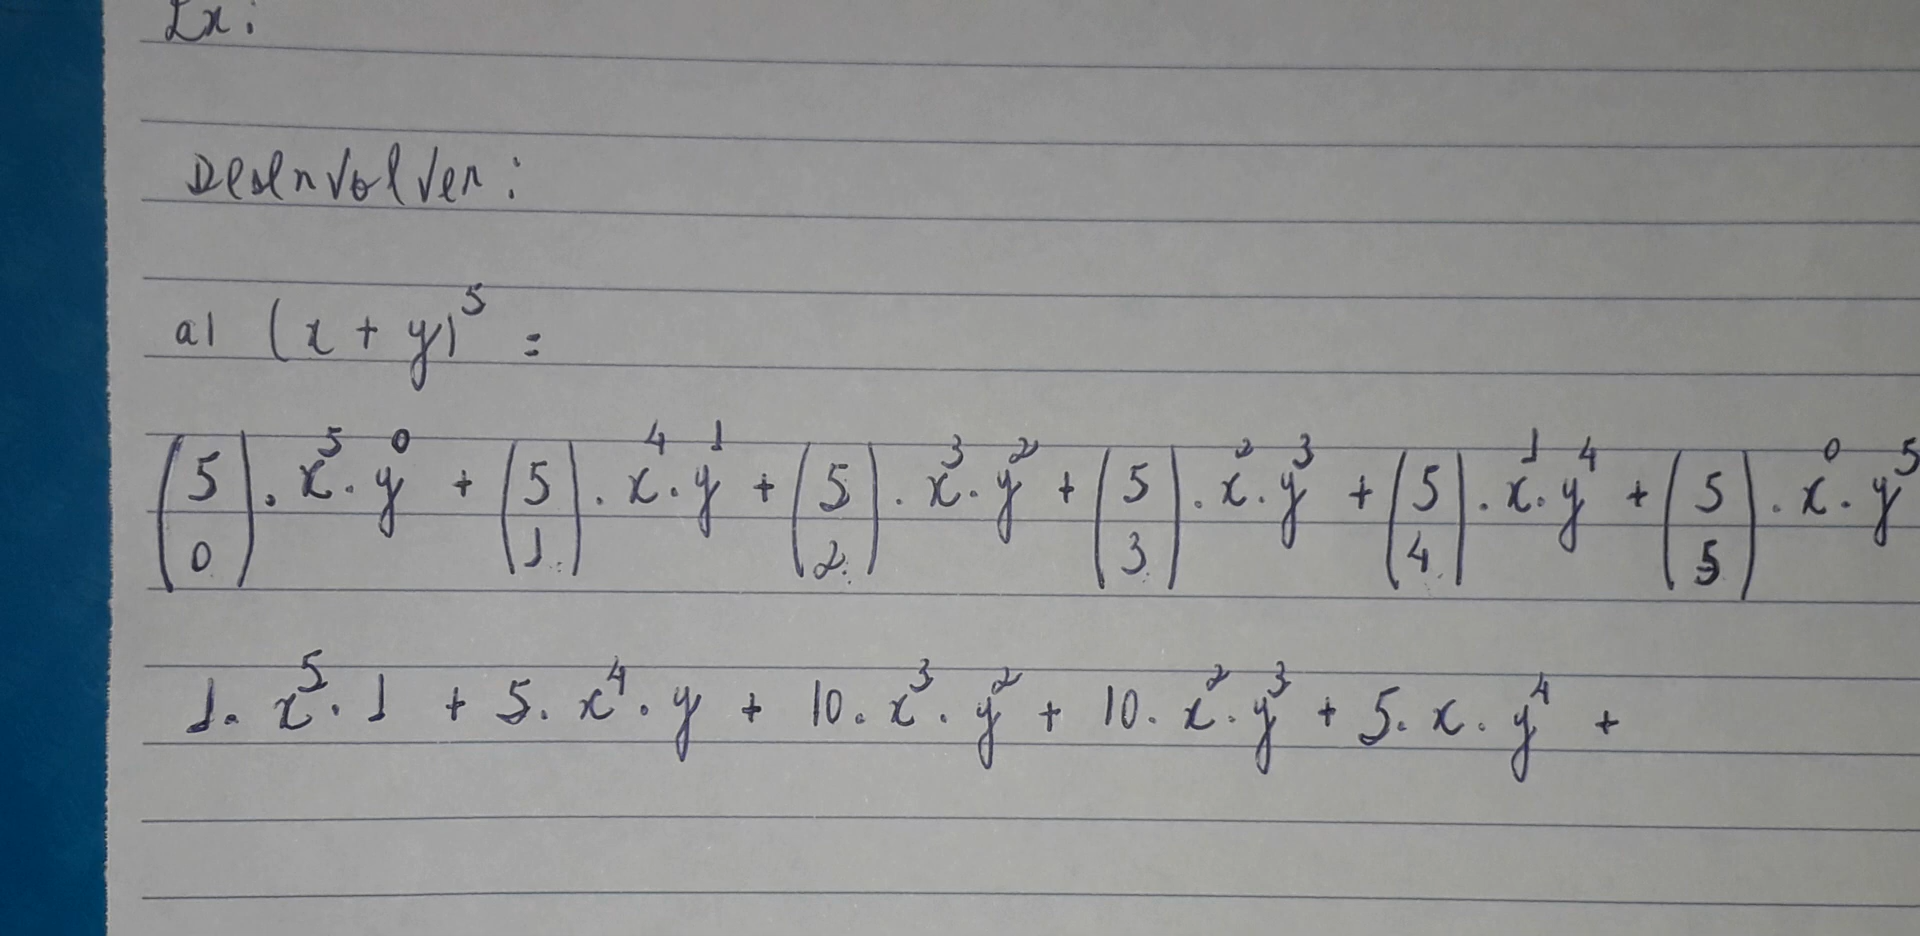 Ex:
Desenvolver:
a) (x + y)⁵ =
(5 0) . x⁵ . y⁰ + (5 1) . x⁴ . y¹ + (5 2) . x³ . y² + (5 3) . x² . y³ + (5 4) . x¹ . y⁴ + (5 5) . x⁰ . y⁵
1 . x⁵ . 1 + 5 . x⁴ . y + 10 . x³ . y² + 10 . x² . y³ + 5 . x . y⁴ +